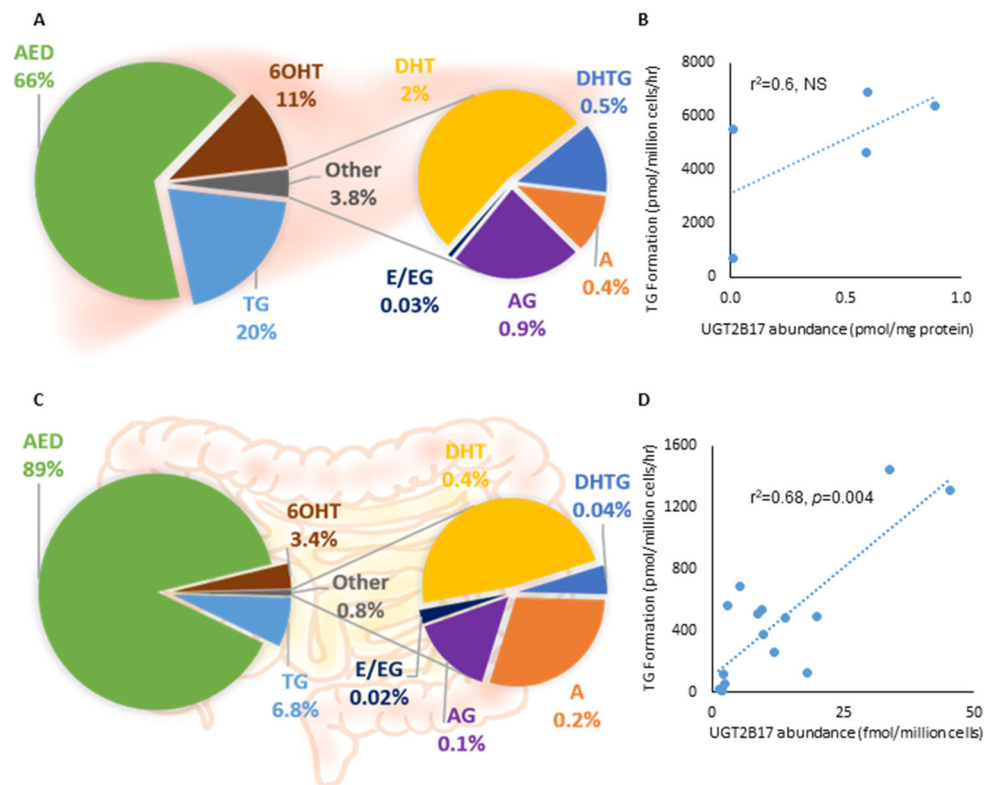 A
AED
66%
6OHT
11%
DHT
2%
DHTG
0.5%
Other
3.8%
TG
20%
E/EG
0.03%
AG
0.9%
A
0.4%
B
TG Formation (pmol/million cells/hr)
8000
6000
4000
2000
0
r²=0.6, NS
0.0
0.5
1.0
UGT2B17 abundance (pmol/mg protein)
C
AED
89%
6OHT
3.4%
DHT
0.4%
DHTG
0.04%
Other
0.8%
TG
6.8%
E/EG
0.02%
AG
0.1%
A
0.2%
D
TG Formation (pmol/million cells/hr)
1600
1200
800
400
0
r²=0.68, p=0.004
0
25
50
UGT2B17 abundance (fmol/million cells)